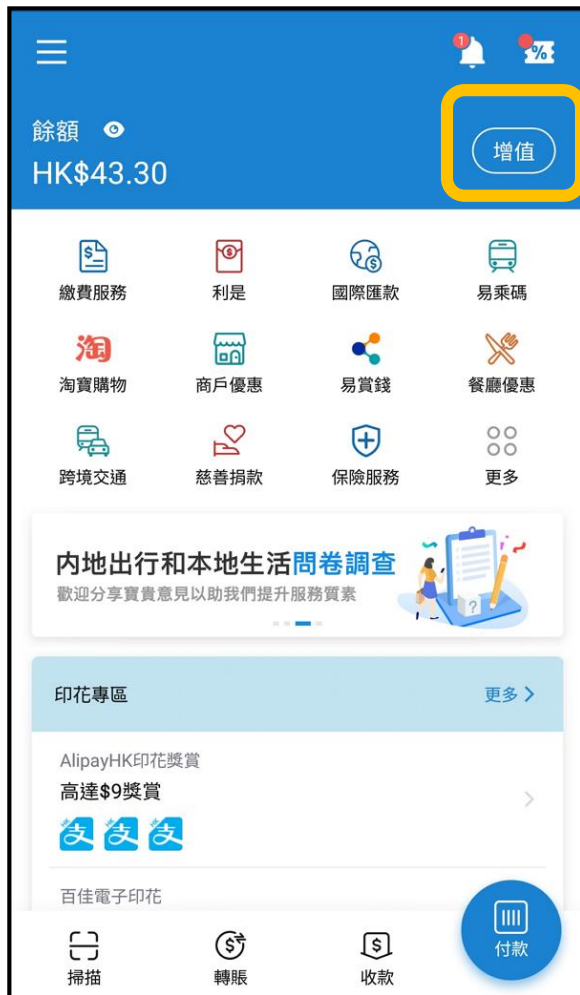 1
%
餘額
HK$43.30
增值
$
繳費服務
利是
國際匯款
易乘碼
淘
淘寶購物
商戶優惠
易賞錢
餐廳優惠
跨境交通
慈善捐款
保險服務
更多
内地出行和本地生活問卷調查
歡迎分享寶貴意見以助我們提升服務質素
?
印花專區
更多 >
AlipayHK印花獎賞
高達$9獎賞
支 支 支
百佳電子印花
掃描
轉賬
收款
付款